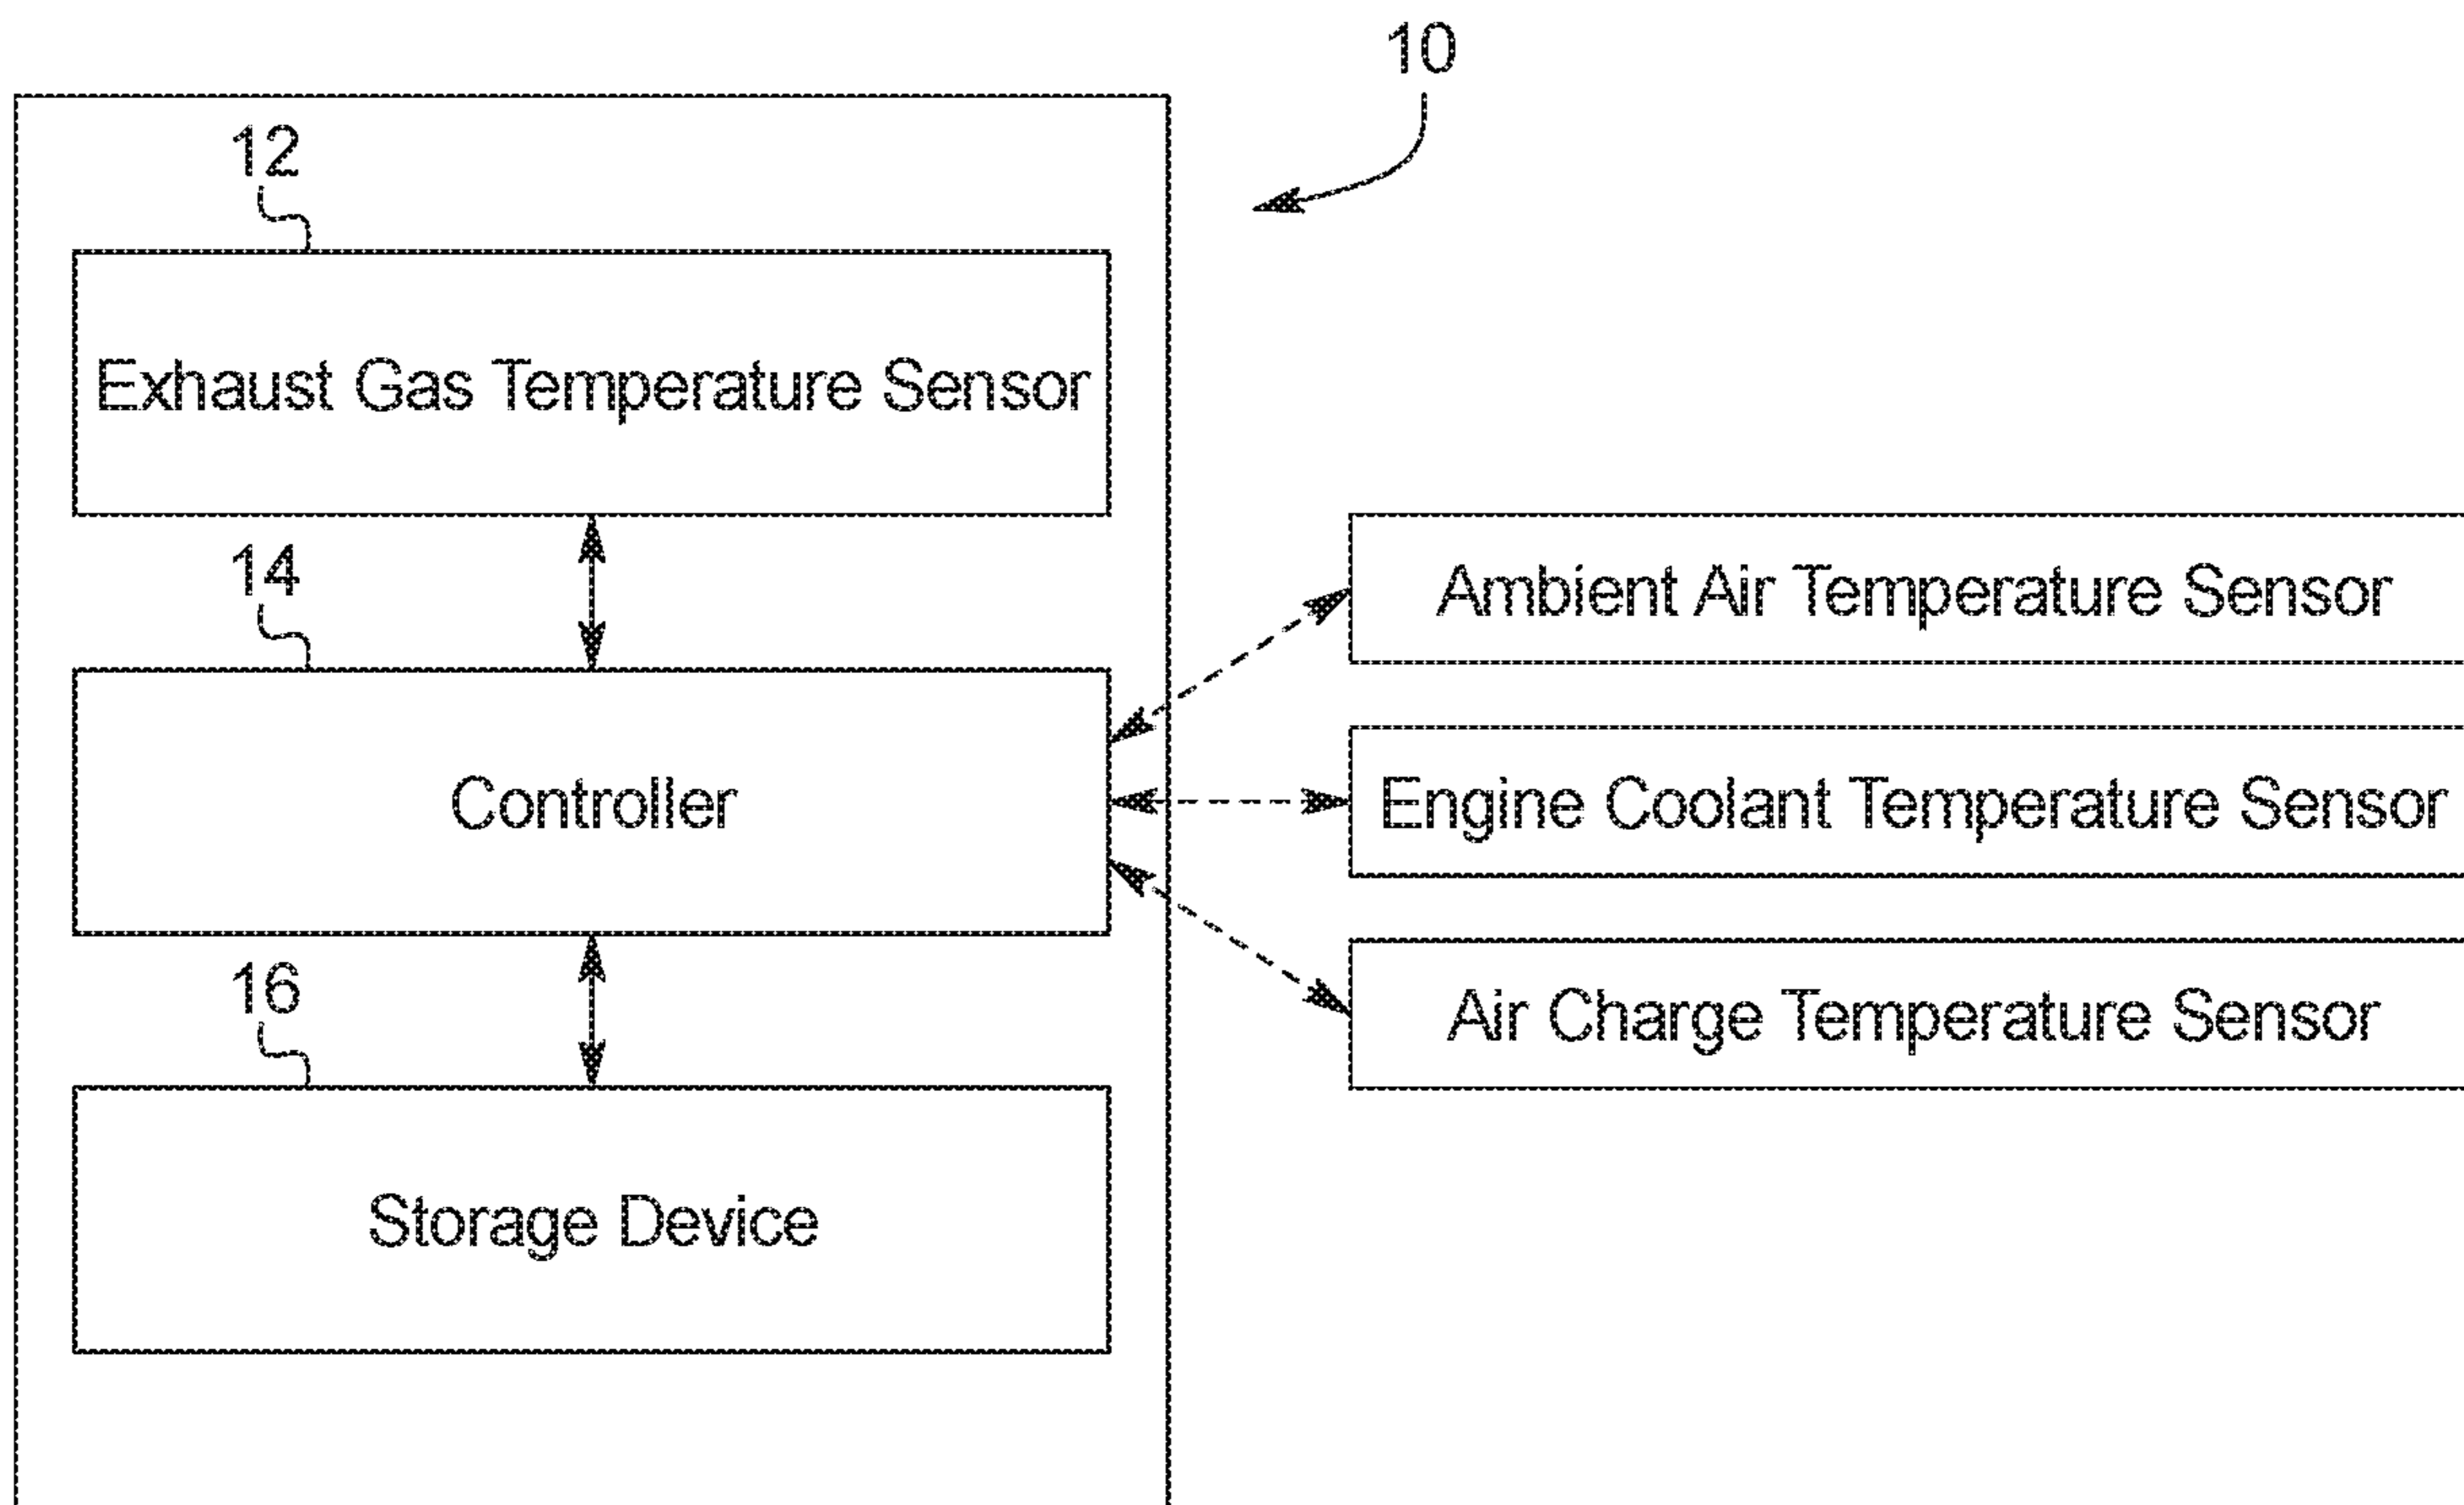 10
12
Exhaust Gas Temperature Sensor
14
Ambient Air Temperature Sensor
Controller
Engine Coolant Temperature Sensor
16
Air Charge Temperature Sensor
Storage Device